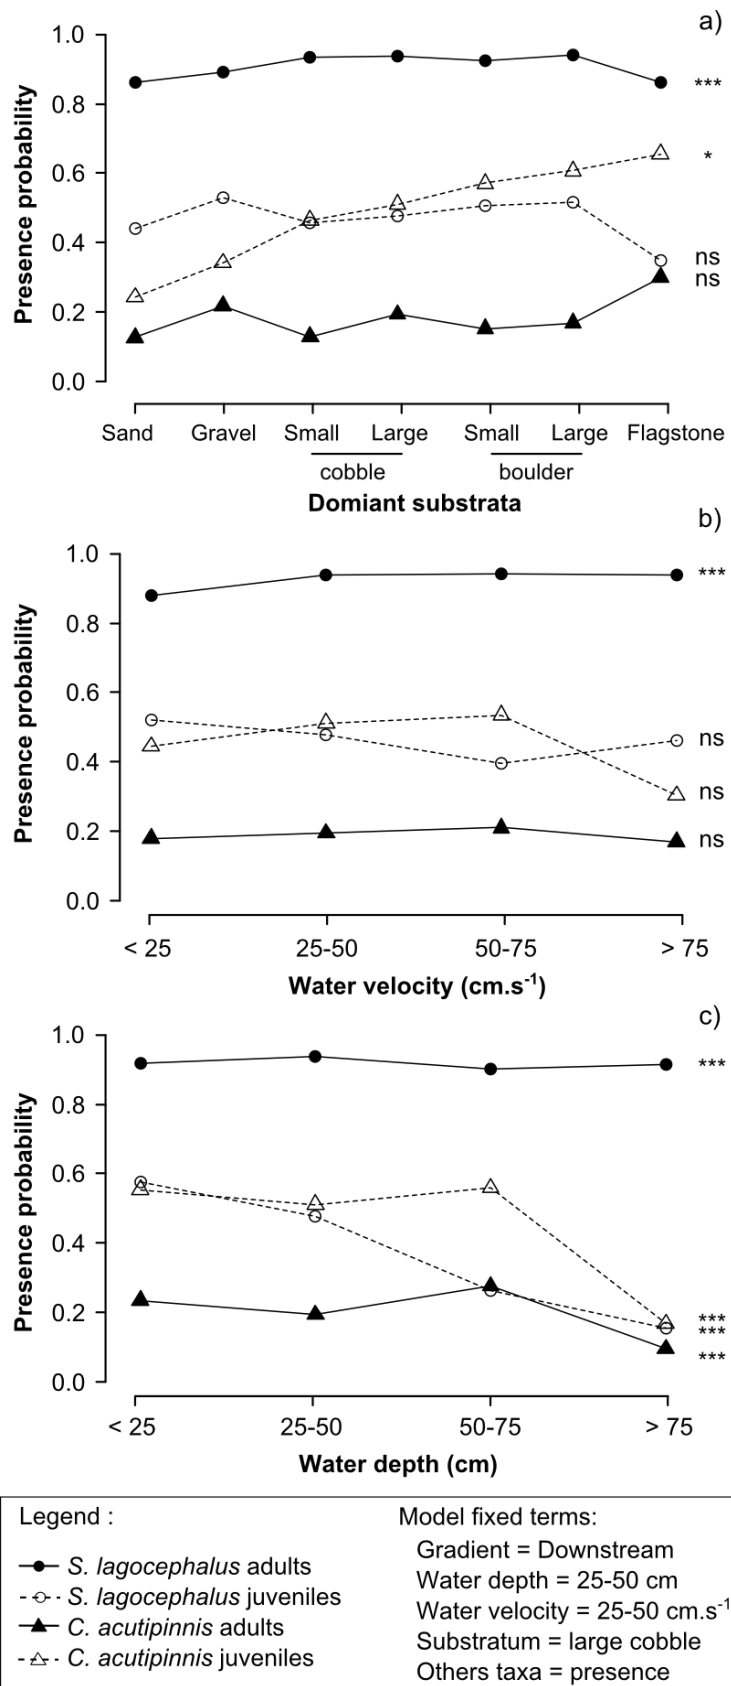 a)
1.0
0.8
0.6
0.4
0.2
0.0
Presence probability
***
*
ns
ns
Sand Gravel Small Large Small Large Flagstone
cobble boulder
Domiant substrata
b)
1.0
0.8
0.6
0.4
0.2
0.0
Presence probability
***
ns
ns
ns
< 25 25-50 50-75 > 75
Water velocity (cm.s⁻¹)
c)
1.0
0.8
0.6
0.4
0.2
0.0
Presence probability
***
***
***
***
< 25 25-50 50-75 > 75
Water depth (cm)
Legend :
S. lagocephalus adults
S. lagocephalus juveniles
C. acutipinnis adults
C. acutipinnis juveniles
Model fixed terms:
Gradient = Downstream
Water depth = 25-50 cm
Water velocity = 25-50 cm.s⁻¹
Substratum = large cobble
Others taxa = presence